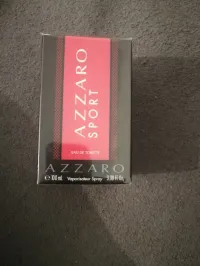 AZZARO
SPORT
EAU DE TOILETTE
AZZARO
e 100 ml Vaporisateur Spray